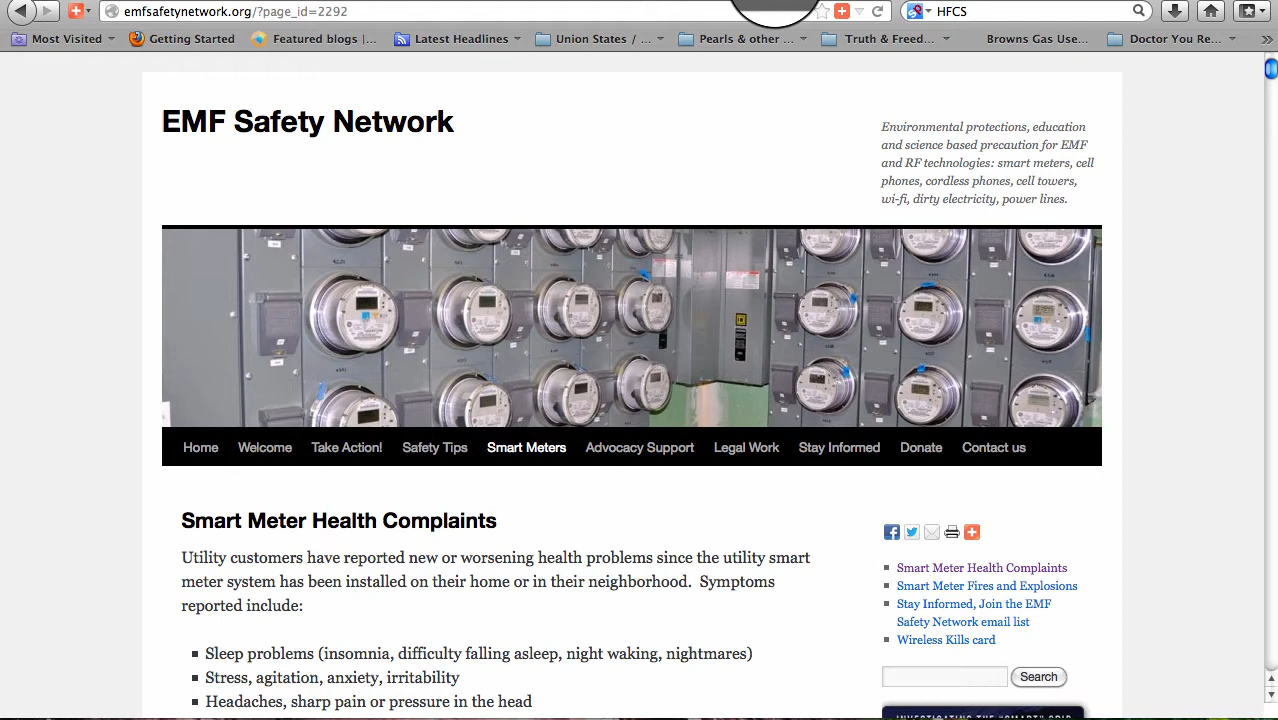 emfsafetynetwork.org/?page_id=2292
HFCS
Most Visited
Getting Started
Featured blogs |...
Latest Headlines
Union States / ...
Pearls & other ...
Truth & Freed...
Browns Gas Use...
Doctor You Re...
EMF Safety Network
Environmental protections, education
and science based precaution for EMF
and RF technologies: smart meters, cell
phones, cordless phones, cell towers,
wi-fi, dirty electricity, power lines.
Home
Welcome
Take Action!
Safety Tips
Smart Meters
Advocacy Support
Legal Work
Stay Informed
Donate
Contact us
Smart Meter Health Complaints
Utility customers have reported new or worsening health problems since the utility smart
meter system has been installed on their home or in their neighborhood. Symptoms
reported include:
Sleep problems (insomnia, difficulty falling asleep, night waking, nightmares)
Stress, agitation, anxiety, irritability
Headaches, sharp pain or pressure in the head
Smart Meter Health Complaints
Smart Meter Fires and Explosions
Stay Informed, Join the EMF
Safety Network email list
Wireless Kills card
Search
INVESTIGATING THE "SMART" GRID